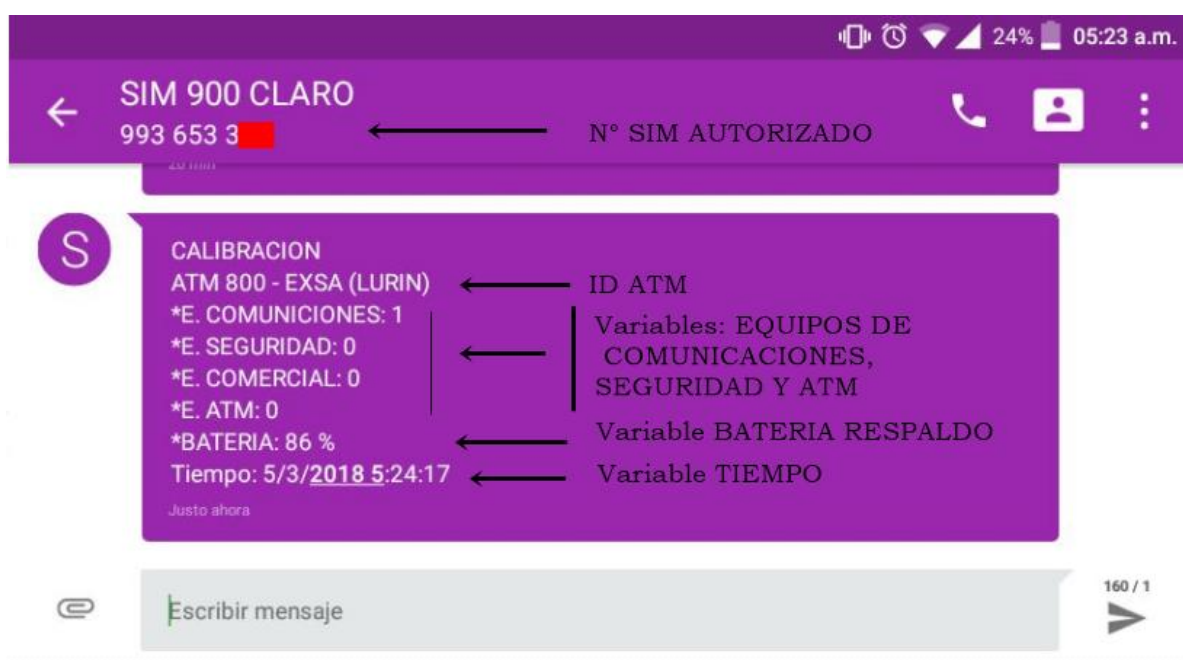 24% 05:23 a.m.
SIM 900 CLARO
993 653 3
N° SIM AUTORIZADO
20 min
S
CALIBRACION
ATM 800 - EXSA (LURIN)
ID ATM
*E. COMUNICIONES: 1
*E. SEGURIDAD: 0
*E. COMERCIAL: 0
*E. ATM: 0
Variables: EQUIPOS DE
COMUNICACIONES,
SEGURIDAD Y ATM
*BATERIA: 86 %
Variable BATERIA RESPALDO
Tiempo: 5/3/2018 5:24:17
Variable TIEMPO
Justo ahora
Escribir mensaje
160 / 1